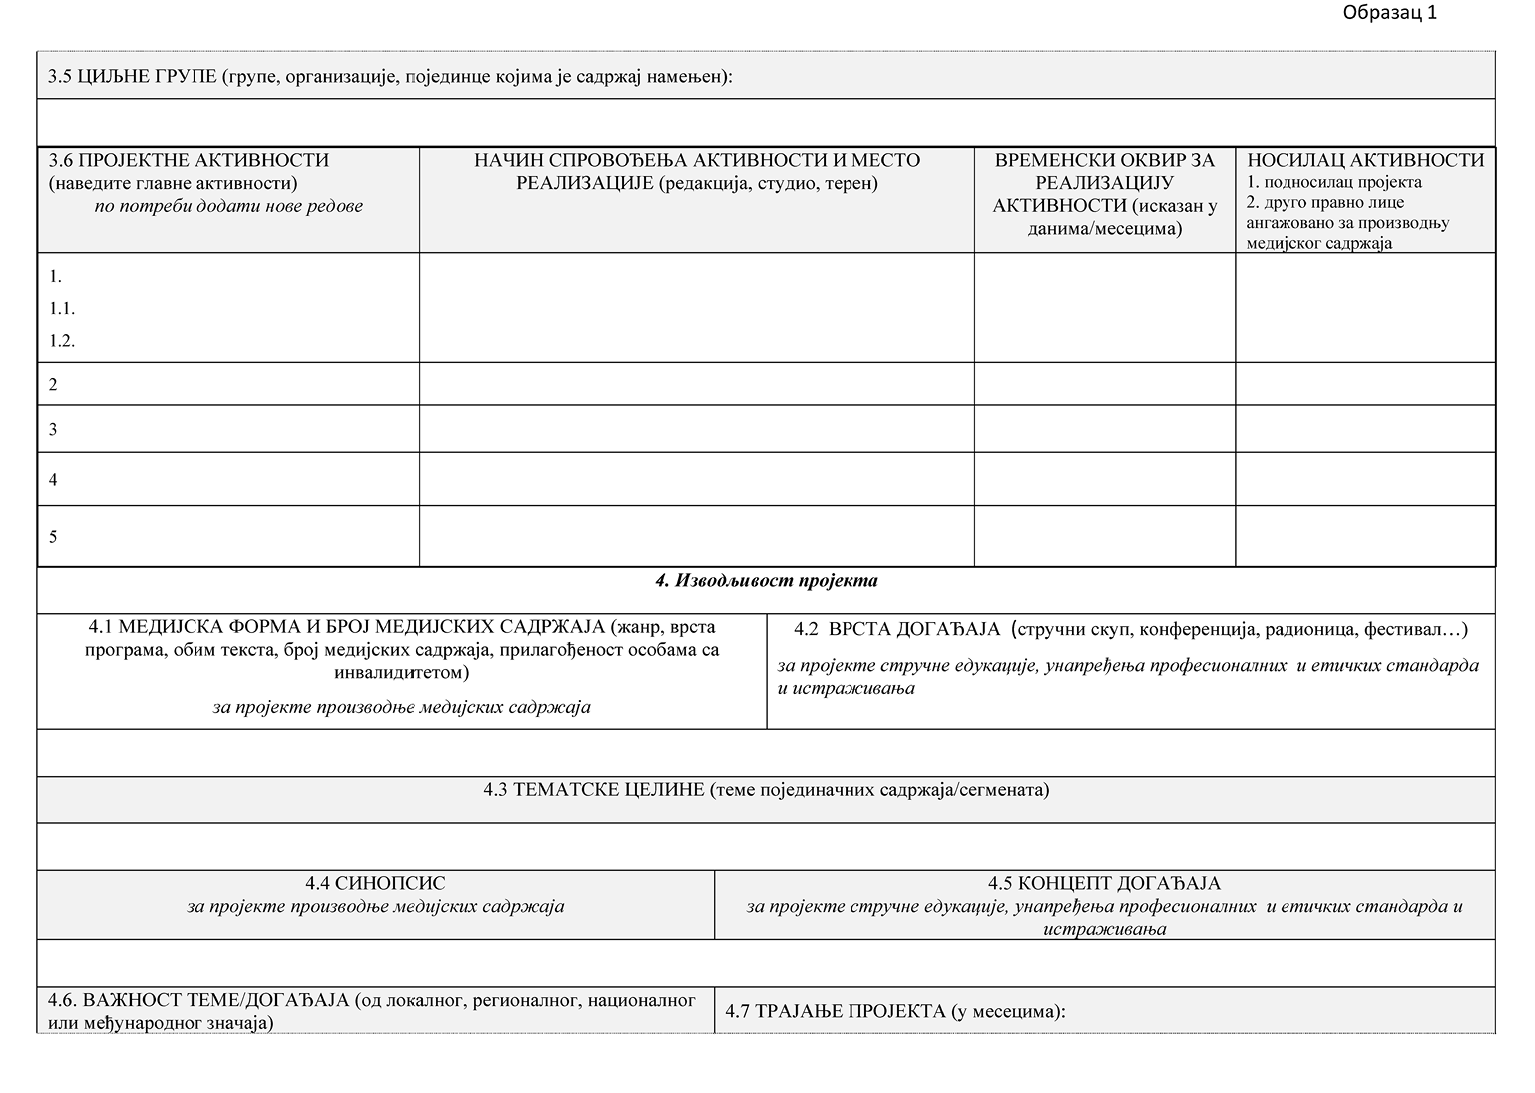 Образац 1
3.5 ЦИЉНЕ ГРУПЕ (групе, организације, појединце којима је садржај намењен):
3.6 ПРОЈЕКТНЕ АКТИВНОСТИ
(наведите главне активности)
по потреби додати нове редове
НАЧИН СПРОВОЂЕЊА АКТИВНОСТИ И МЕСТО
РЕАЛИЗАЦИЈЕ (редакција, студио, терен)
ВРЕМЕНСКИ ОКВИР ЗА
РЕАЛИЗАЦИЈУ
АКТИВНОСТИ (исказан у
данима/месецима)
НОСИЛАЦ АКТИВНОСТИ
1. подносилац пројекта
2. друго правно лице
ангажовано за производњу
медијског садржаја
1.
1.1.
1.2.
2
3
4
5
4. Изводљивост пројекта
4.1 МЕДИЈСКА ФОРМА И БРОЈ МЕДИЈСКИХ САДРЖАЈА (жанр, врста
програма, обим текста, број медијских садржаја, прилагођеност особама са
инвалидитетом)
за пројекте производње медијских садржаја
4.2 ВРСТА ДОГАЂАЈА (стручни скуп, конференција, радионица, фестивал…)
за пројекте стручне едукације, унапређења професионалних и етичких стандарда
и истраживања
4.3 ТЕМАТСКЕ ЦЕЛИНЕ (теме појединачних садржаја/сегмената)
4.4 СИНОПСИС
за пројекте производње медијских садржаја
4.5 КОНЦЕПТ ДОГАЂАЈА
за пројекте стручне едукације, унапређења професионалних и етичких стандарда и
истраживања
4.6. ВАЖНОСТ ТЕМЕ/ДОГАЂАЈА (од локалног, регионалног, националног
или међународног значаја)
4.7 ТРАЈАЊЕ ПРОЈЕКТА (у месецима):